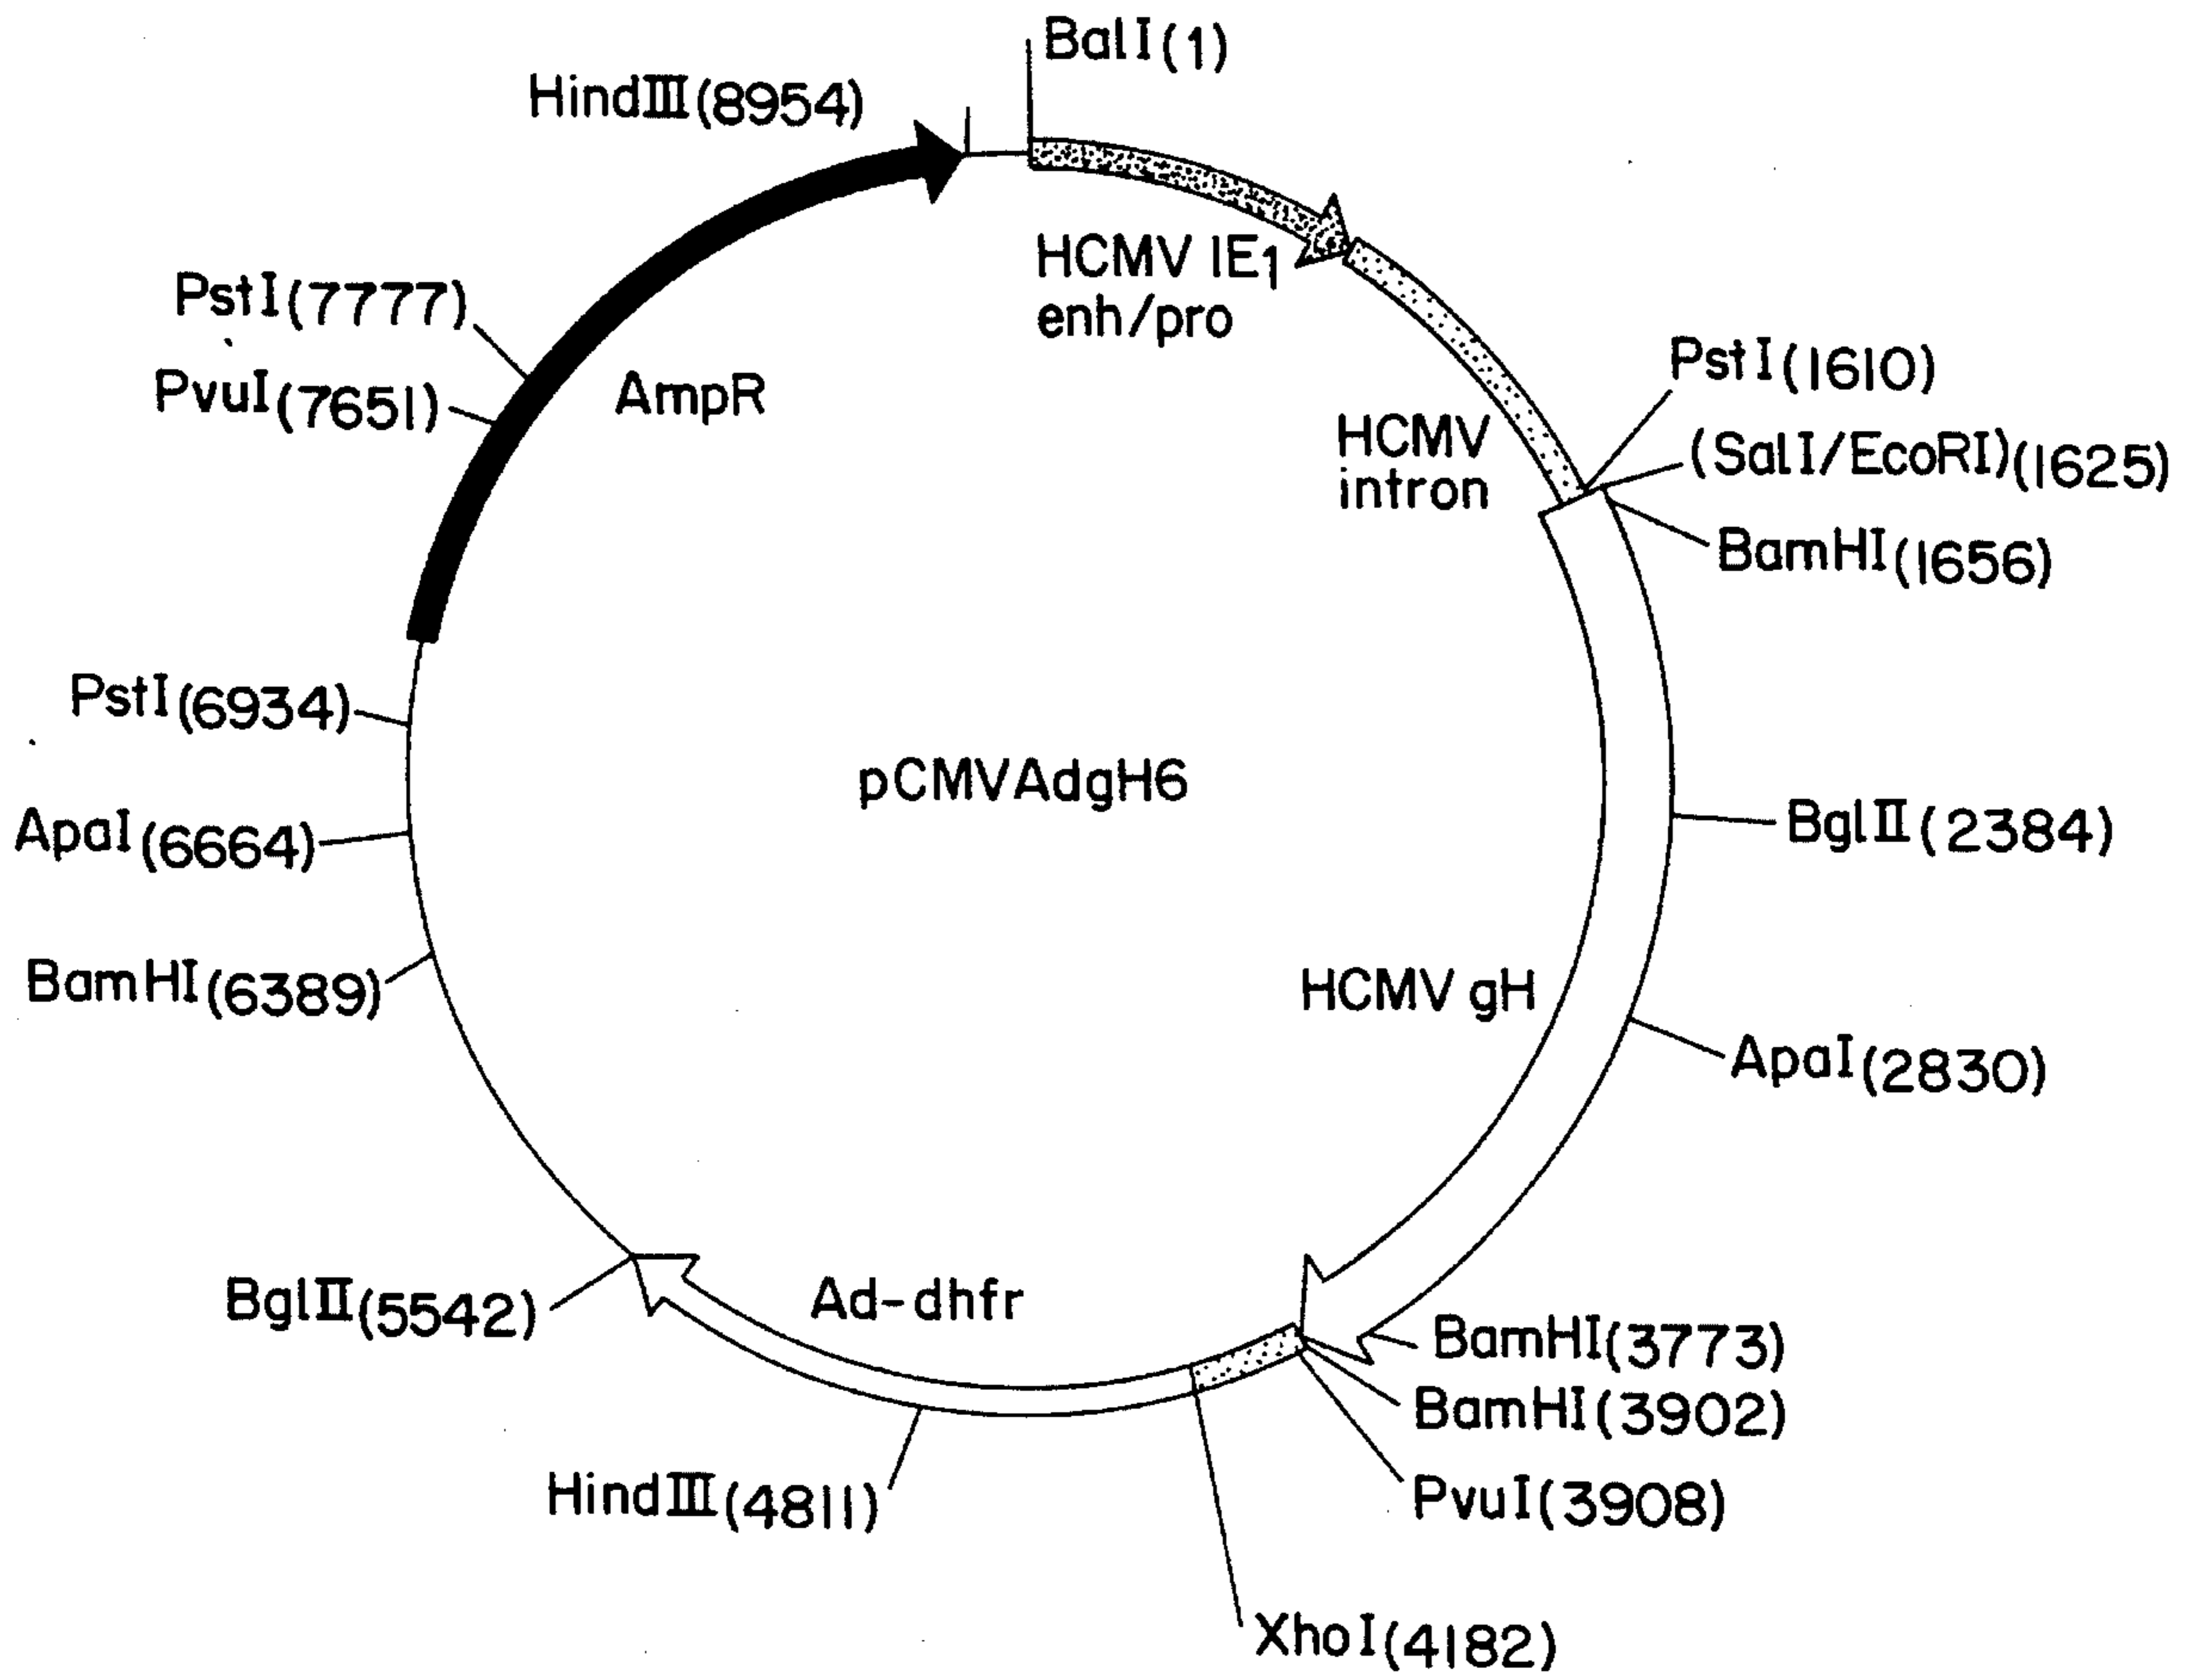 BalI(1)
HindIII(8954)
HCMV IE1
enh/pro
PstI(7777)
PstI(1610)
PvuI(7651)
AmpR
HCMV
intron
(SalI/EcoRI)(1625)
BamHI(1656)
PstI(6934)
pCMVAdgH6
ApaI(6664)
BglII(2384)
BamHI(6389)
HCMV gH
ApaI(2830)
BglII(5542)
Ad-dhfr
BamHI(3773)
BamHI(3902)
HindIII(4811)
PvuI(3908)
XhoI(4182)